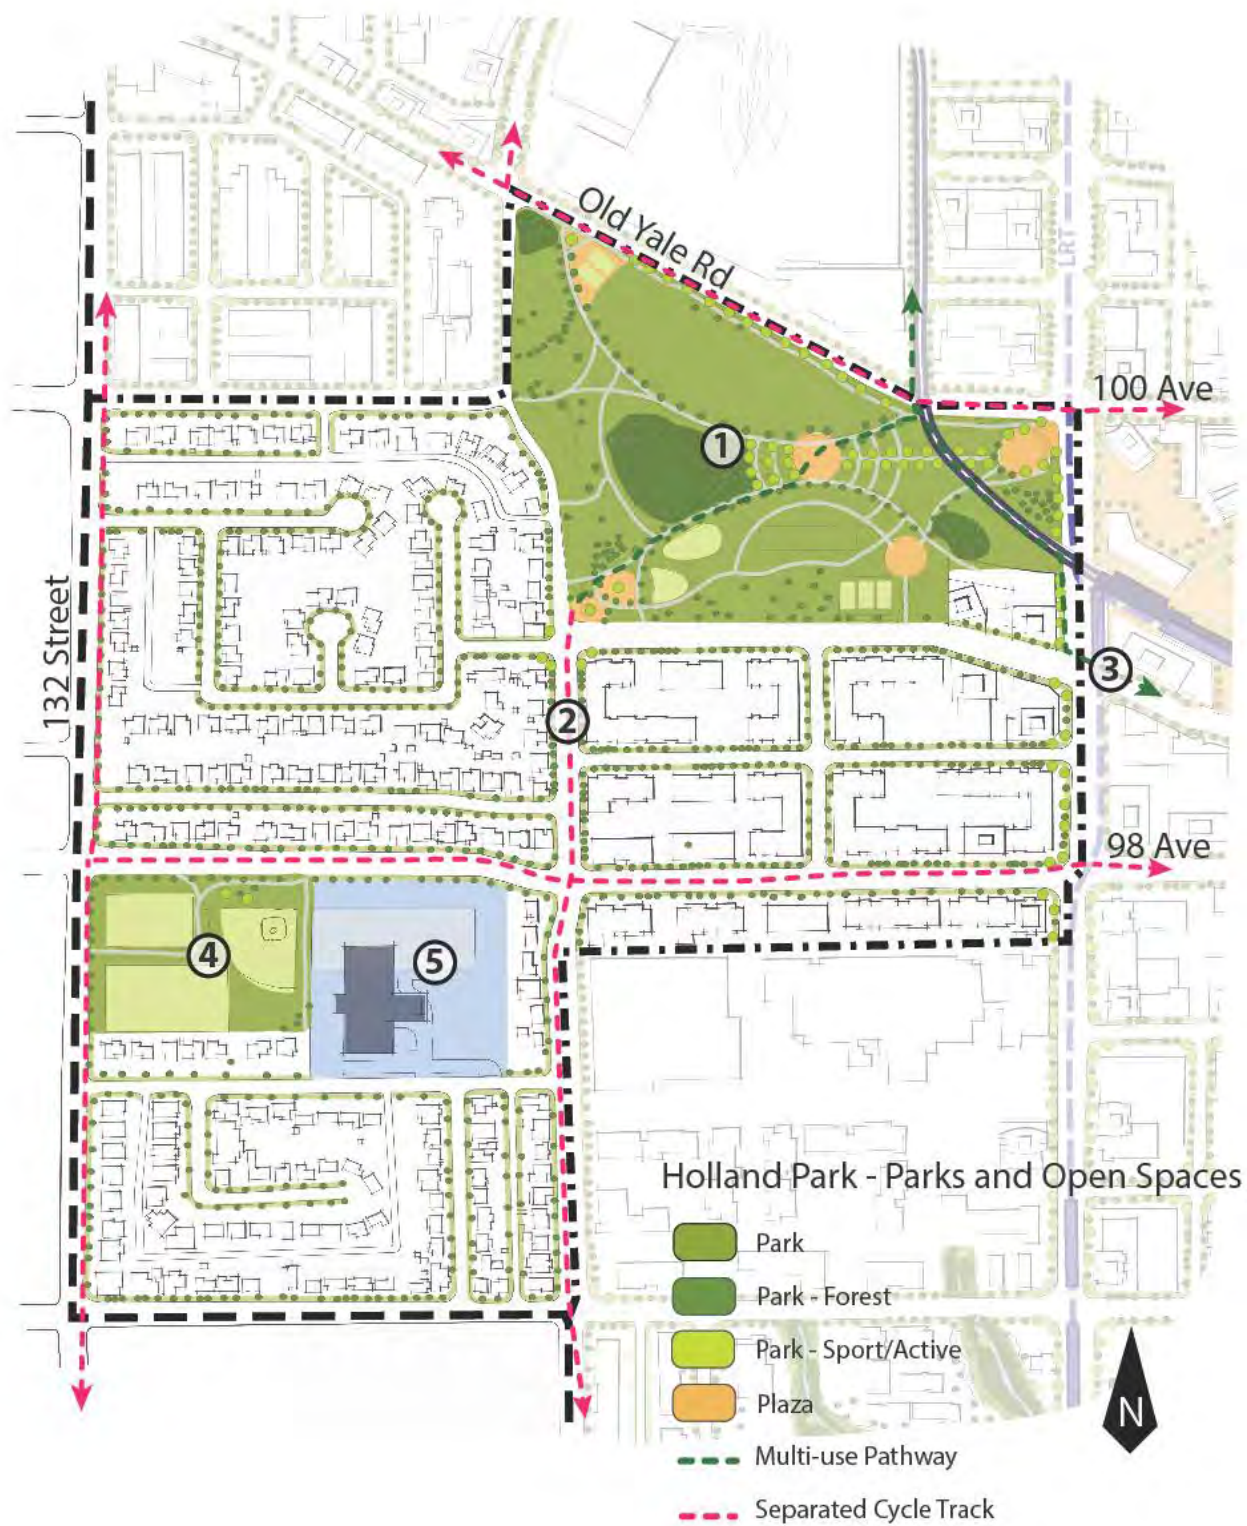 Old Yale Rd
LRT
100 Ave
1
132 Street
3
2
98 Ave
4
5
Holland Park - Parks and Open Spaces
Park
Park - Forest
Park - Sport/Active
Plaza
N
Multi-use Pathway
Separated Cycle Track